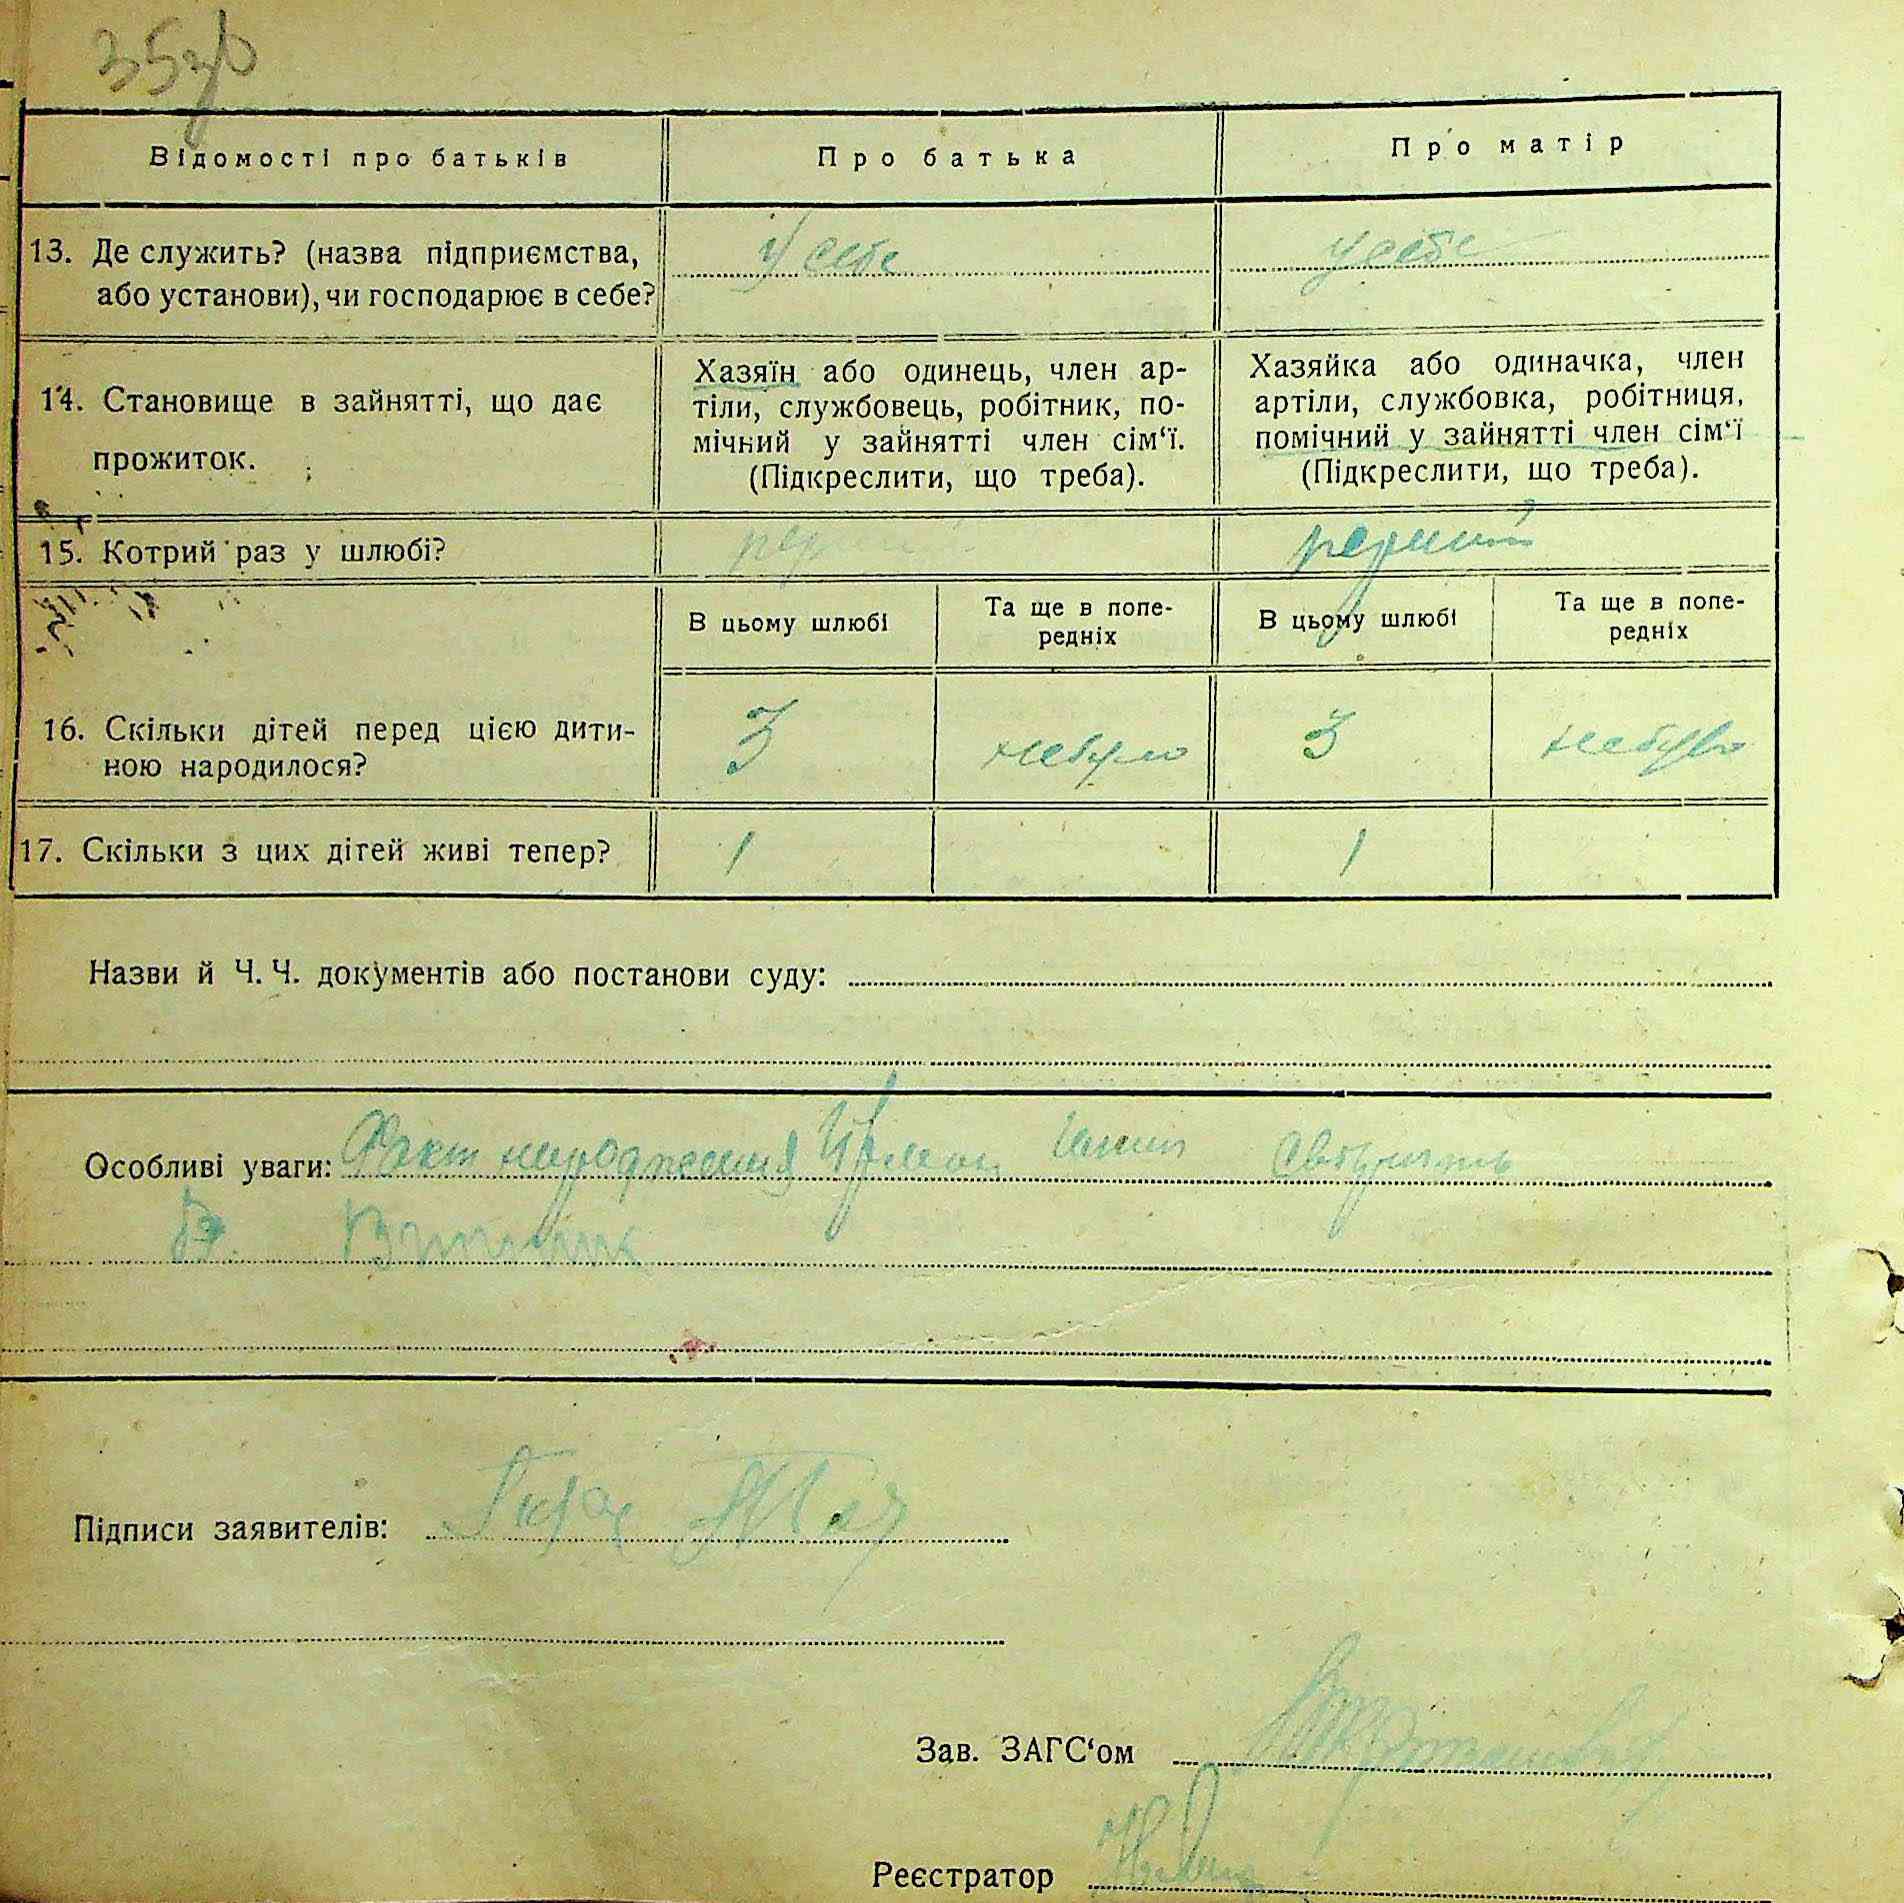 35зв
Відомості про батьків Про батька Про матір
13. Де служить? (назва підприємства, або установи), чи господарює в себе? У себе у себе
14. Становище в зайнятті, що дає прожиток.
Хазяїн або одинець, член ар-
тіли, службовець, робітник, по-
мічний у зайнятті член сім‘ї.
(Підкреслити, що треба).
Хазяйка або одиначка, член
артіли, службовка, робітниця,
помічний у зайнятті член сім‘ї
(Підкреслити, що треба).
15. Котрий раз у шлюбі? перший
В цьому шлюбі
Та ще в попе-
редніх
В цьому шлюбі
Та ще в попе-
редніх
16. Скільки дітей перед цією дити-
ною народилося?
3 небуло 3 небуло
17. Скільки з цих дітей живі тепер? 1 1
Назви й Ч. Ч. документів або постанови суду:
Особливі уваги: Факт народження
Підписи заявителів:
Зав. ЗАГС‘ом
Реєстратор